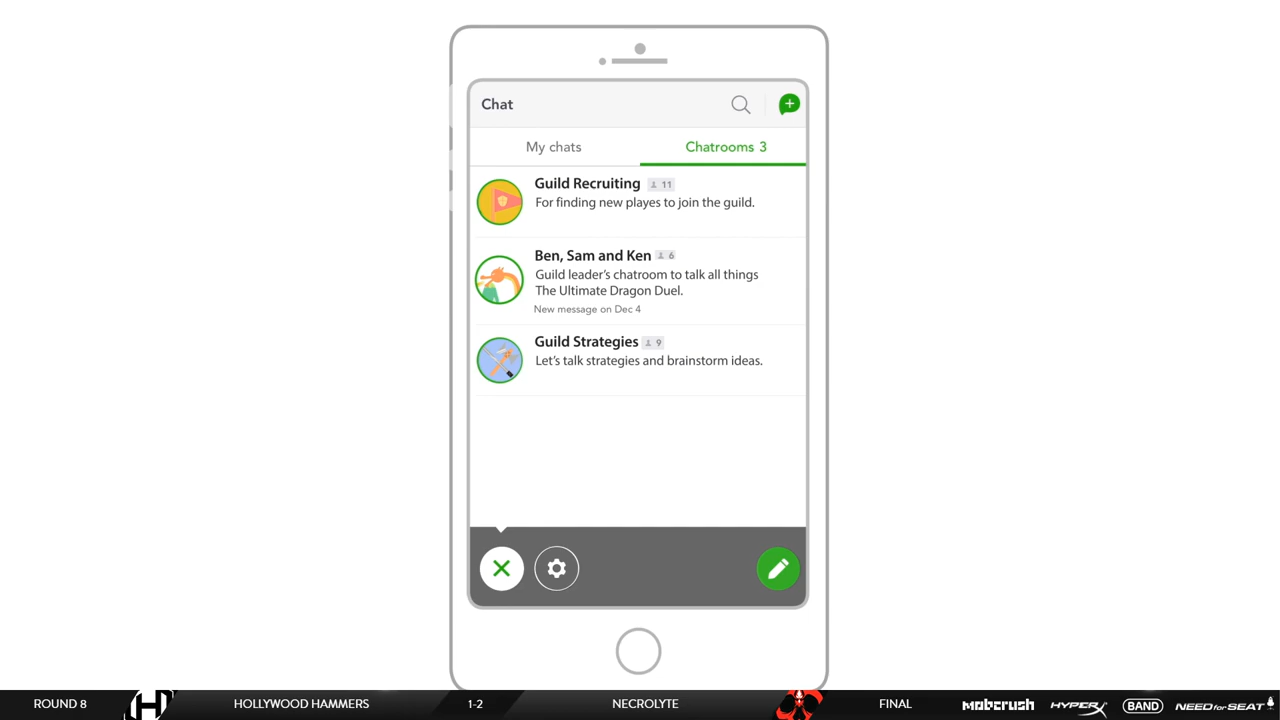 Chat
My chats
Chatrooms 3
Guild Recruiting 11
For finding new playes to join the guild.
Ben, Sam and Ken 6
Guild leader's chatroom to talk all things
The Ultimate Dragon Duel.
New message on Dec 4
Guild Strategies 9
Let's talk strategies and brainstorm ideas.
ROUND 8 HOLLYWOOD HAMMERS 1-2 NECROLYTE FINAL mobcrush HYPERX BAND NEED for SEAT